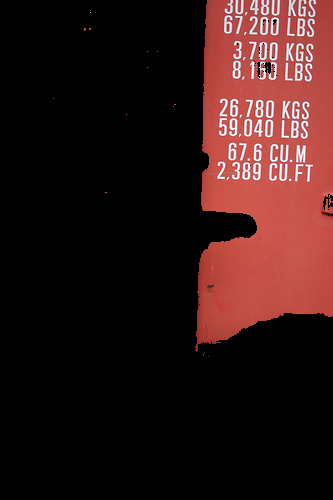 30,480 KGS
67,200 LBS
3,700 KGS
8,160 LBS
26,780 KGS
59,040 LBS
67.6 CU.M
2,389 CU.FT